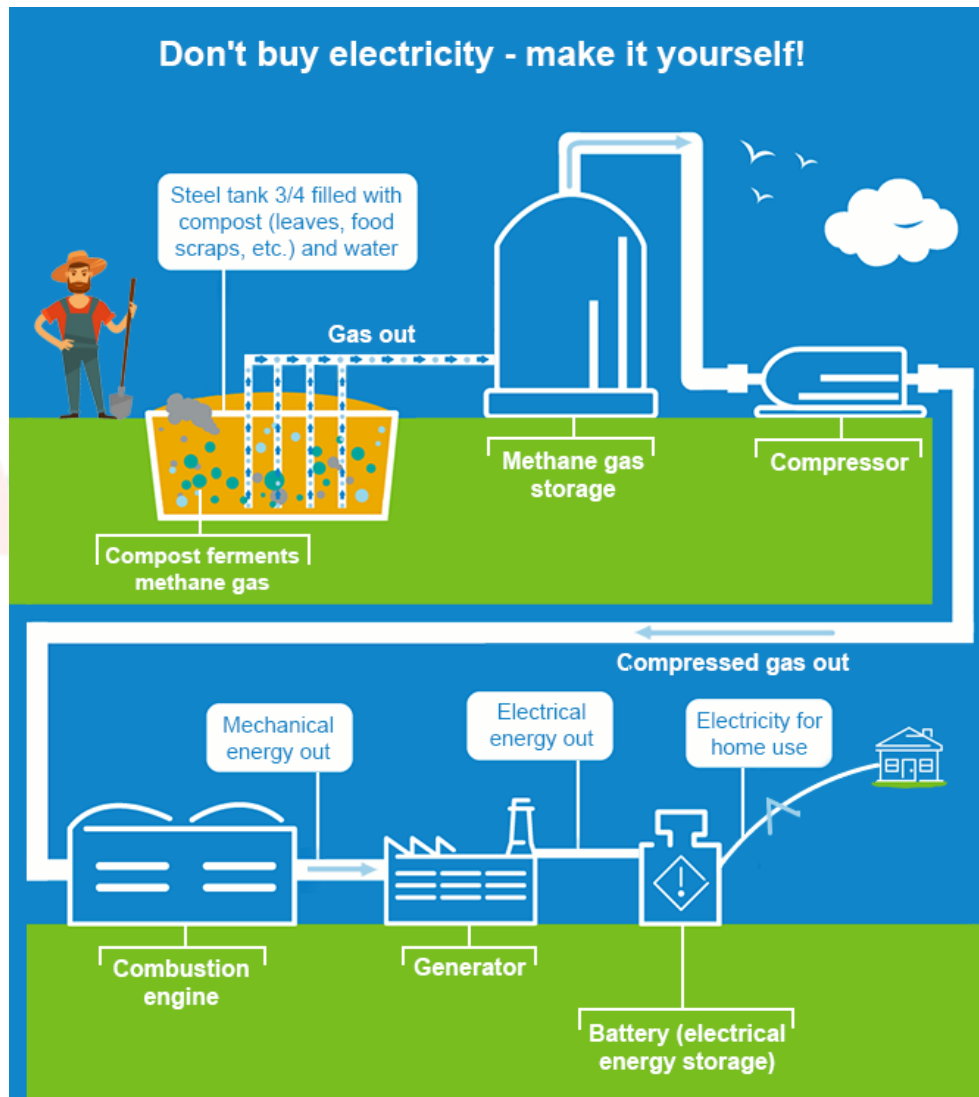 Don't buy electricity - make it yourself!
Steel tank 3/4 filled with
compost (leaves, food
scraps, etc.) and water
Gas out
Methane gas
storage
Compressor
Compost ferments
methane gas
Compressed gas out
Mechanical
energy out
Electrical
energy out
Electricity for
home use
Combustion
engine
Generator
Battery (electrical
energy storage)